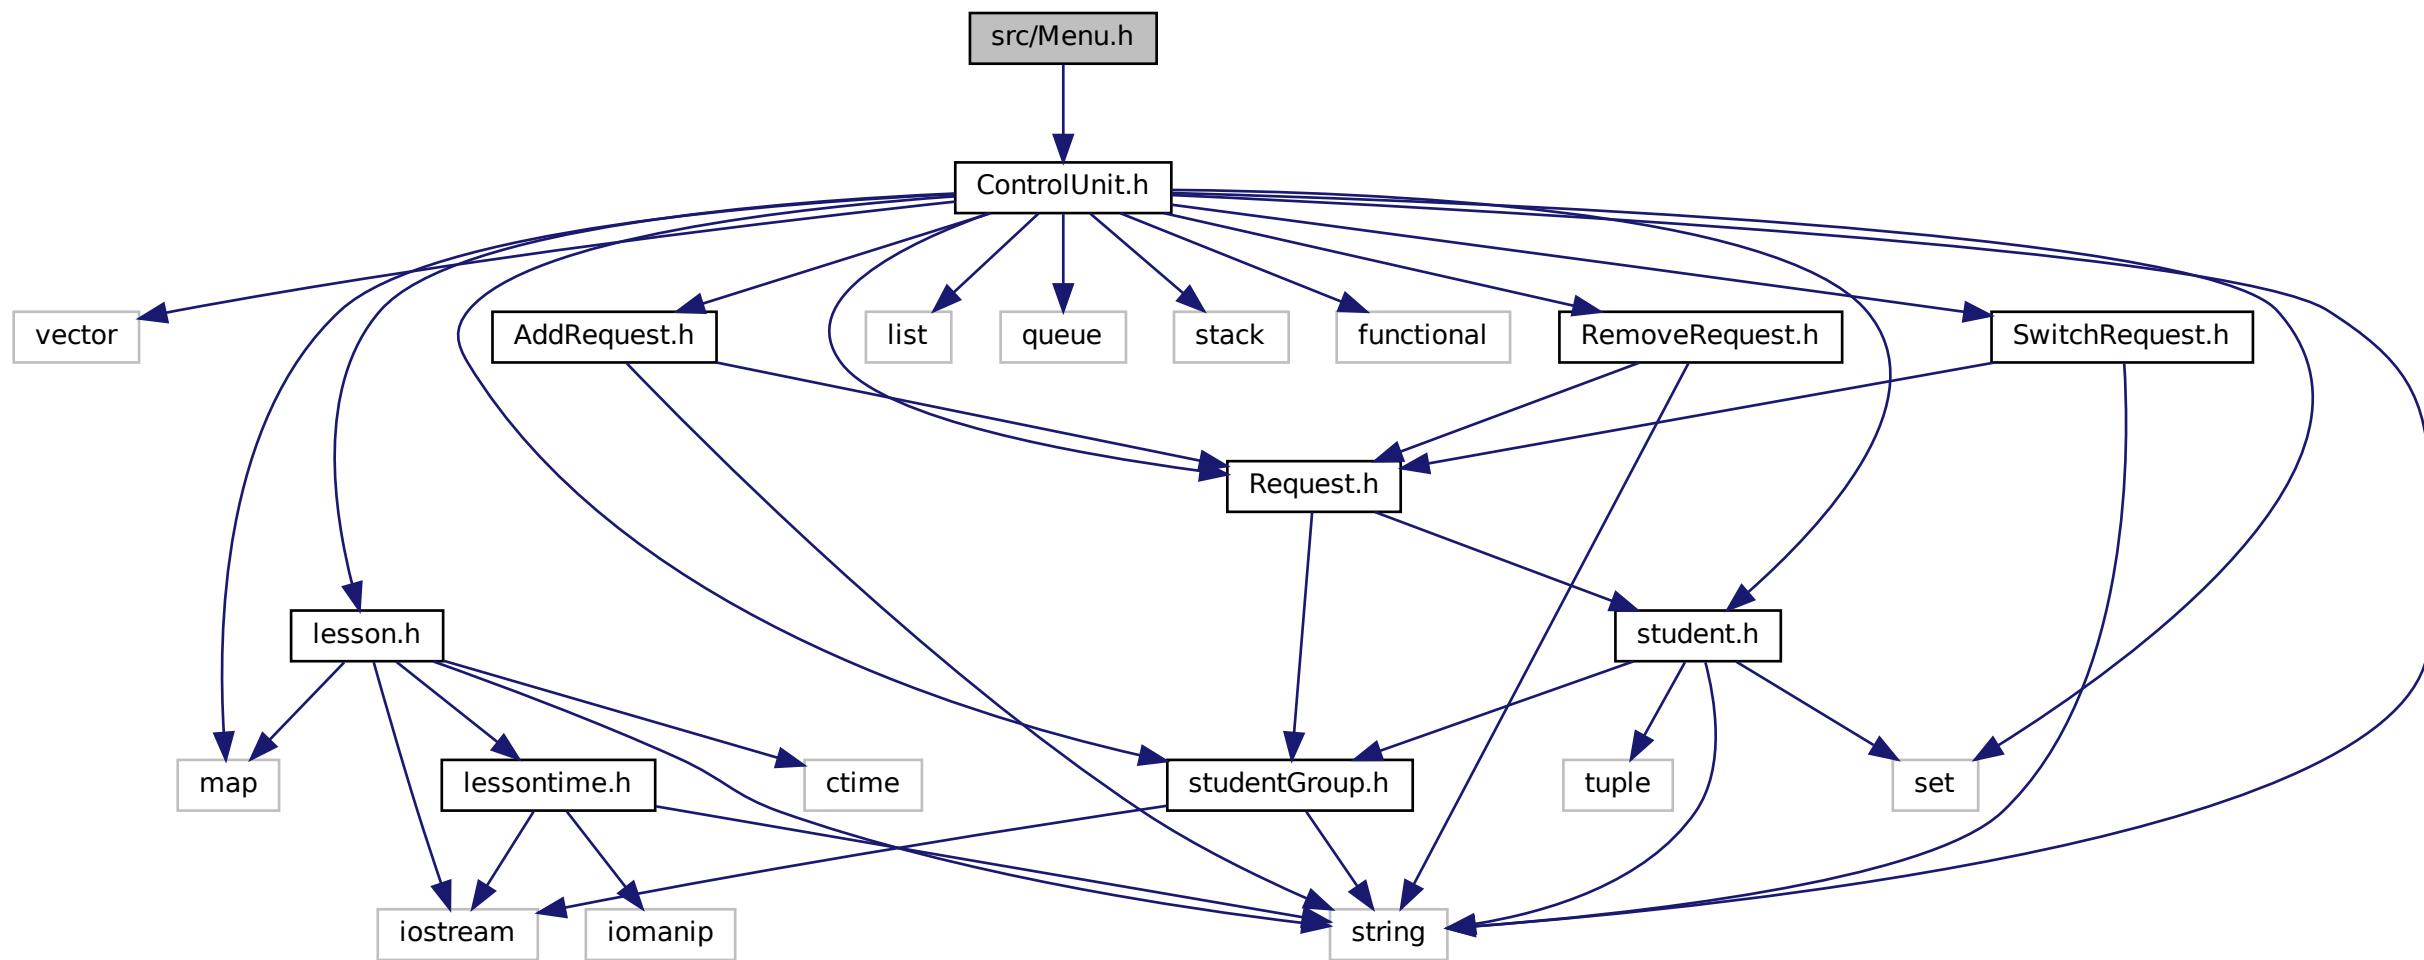 src/Menu.h
ControlUnit.h
vector
AddRequest.h
list
queue
stack
functional
RemoveRequest.h
SwitchRequest.h
Request.h
lesson.h
student.h
map
lessontime.h
ctime
studentGroup.h
tuple
set
iostream
iomanip
string